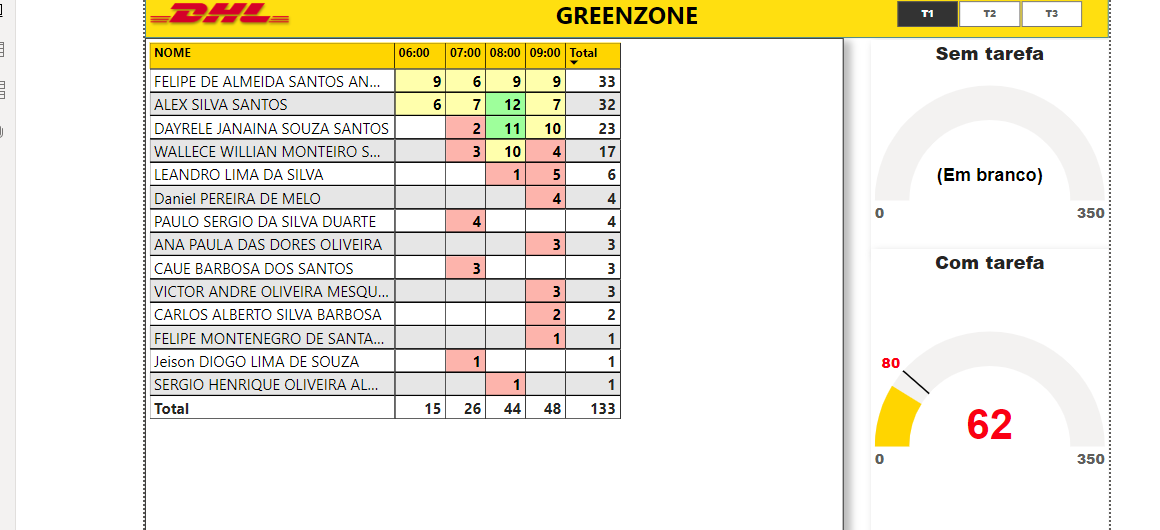 DHL GREENZONE T1 T2 T3
NOME 06:00 07:00 08:00 09:00 Total
FELIPE DE ALMEIDA SANTOS AN... 9 6 9 9 33
ALEX SILVA SANTOS 6 7 12 7 32
DAYRELE JANAINA SOUZA SANTOS 2 11 10 23
WALLECE WILLIAN MONTEIRO S... 3 10 4 17
LEANDRO LIMA DA SILVA 1 5 6
Daniel PEREIRA DE MELO 4 4
PAULO SERGIO DA SILVA DUARTE 4 4
ANA PAULA DAS DORES OLIVEIRA 3 3
CAUE BARBOSA DOS SANTOS 3 3
VICTOR ANDRE OLIVEIRA MESQU... 3 3
CARLOS ALBERTO SILVA BARBOSA 2 2
FELIPE MONTENEGRO DE SANTA... 1 1
Jeison DIOGO LIMA DE SOUZA 1 1
SERGIO HENRIQUE OLIVEIRA AL... 1 1
Total 15 26 44 48 133
Sem tarefa
(Em branco)
0 350
Com tarefa
80
62
0 350